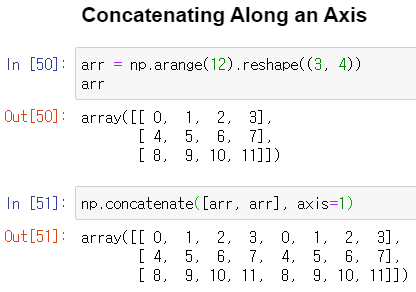 Concatenating Along an Axis
In [50]: arr = np.arange(12).reshape((3, 4))
arr
Out[50]: array([[ 0,  1,  2,  3],
[ 4,  5,  6,  7],
[ 8,  9, 10, 11]])
In [51]: np.concatenate([arr, arr], axis=1)
Out[51]: array([[ 0,  1,  2,  3,  0,  1,  2,  3],
[ 4,  5,  6,  7,  4,  5,  6,  7],
[ 8,  9, 10, 11,  8,  9, 10, 11]])